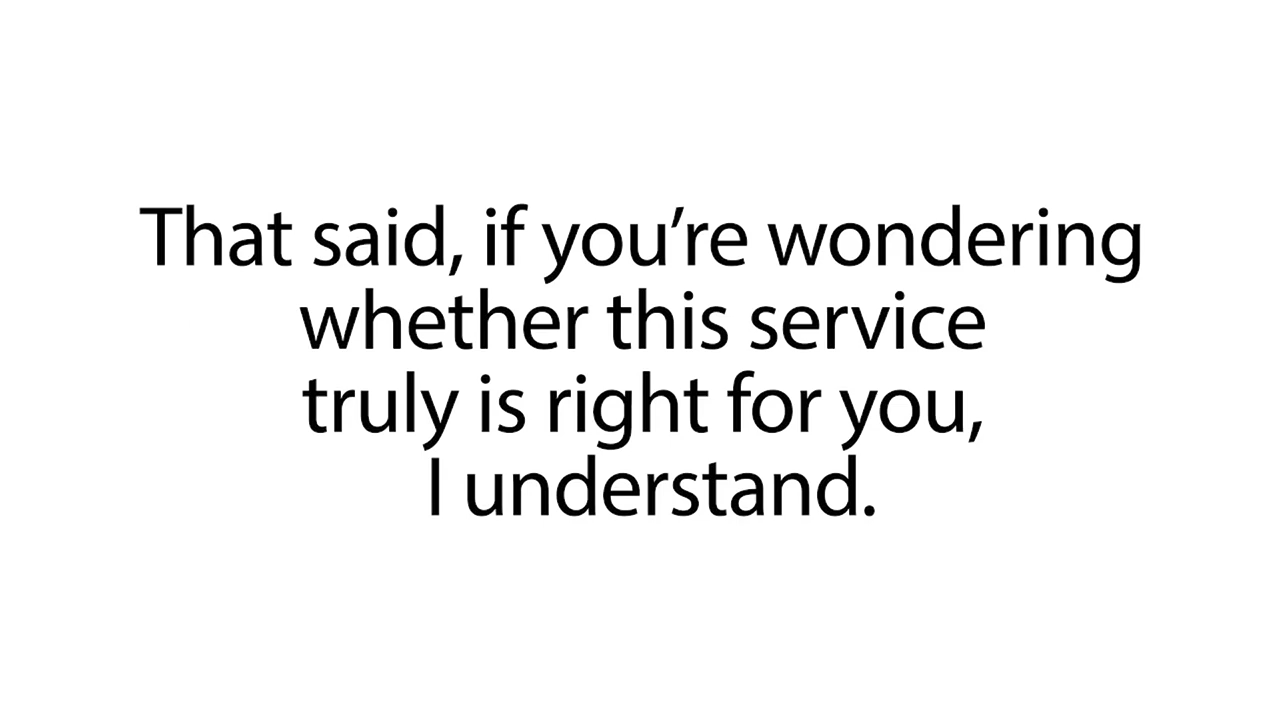 That said, if you’re wondering
whether this service
truly is right for you,
I understand.